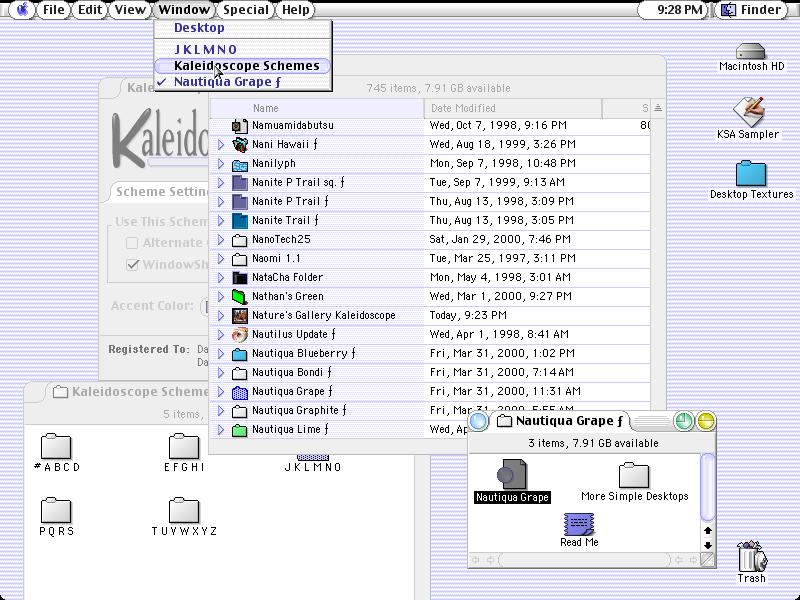 File Edit View Window Special Help 9:28 PM Finder
Desktop
J K L M N O
Kaleidoscope Schemes
✓ Nautiqua Grape ƒ
745 items, 7.91 GB available
Name Date Modified S
Namuamidabutsu Wed, Oct 7, 1998, 9:16 PM 80
Nani Hawaii ƒ Wed, Aug 18, 1999, 3:26 PM
Nanilyph Mon, Sep 7, 1998, 10:48 PM
Nanite P Trail sq. ƒ Tue, Sep 7, 1999, 9:13 AM
Nanite P Trail ƒ Thu, Aug 13, 1998, 3:09 PM
Nanite Trail ƒ Thu, Aug 13, 1998, 3:05 PM
NanoTech25 Sat, Jan 29, 2000, 7:46 PM
Naomi 1.1 Tue, Mar 25, 1997, 3:11 PM
NataCha Folder Mon, May 4, 1998, 3:01 AM
Nathan's Green Wed, Mar 1, 2000, 9:27 PM
Nature's Gallery Kaleidoscope Today, 9:23 PM
Nautilus Update ƒ Wed, Apr 1, 1998, 8:41 AM
Nautiqua Blueberry ƒ Fri, Mar 31, 2000, 1:02 PM
Nautiqua Bondi ƒ Fri, Mar 31, 2000, 7:14 AM
Nautiqua Grape ƒ Fri, Mar 31, 2000, 11:31 AM
Nautiqua Graphite ƒ Fri, Mar 31, 2000, 5:55 AM
Nautiqua Lime ƒ Wed, Ap
Kale
Kaleido
Scheme Settin
Use This Schem
Alternate
WindowSh
Accent Color:
Registered To: Da
Da
Kaleidoscope Scheme
5 items,
#ABCD EFGHI JKLMNO
PQRS TUVWXYZ
Nautiqua Grape ƒ
3 items, 7.91 GB available
Nautiqua Grape More Simple Desktops
Read Me
Macintosh HD
KSA Sampler
Desktop Textures
Trash